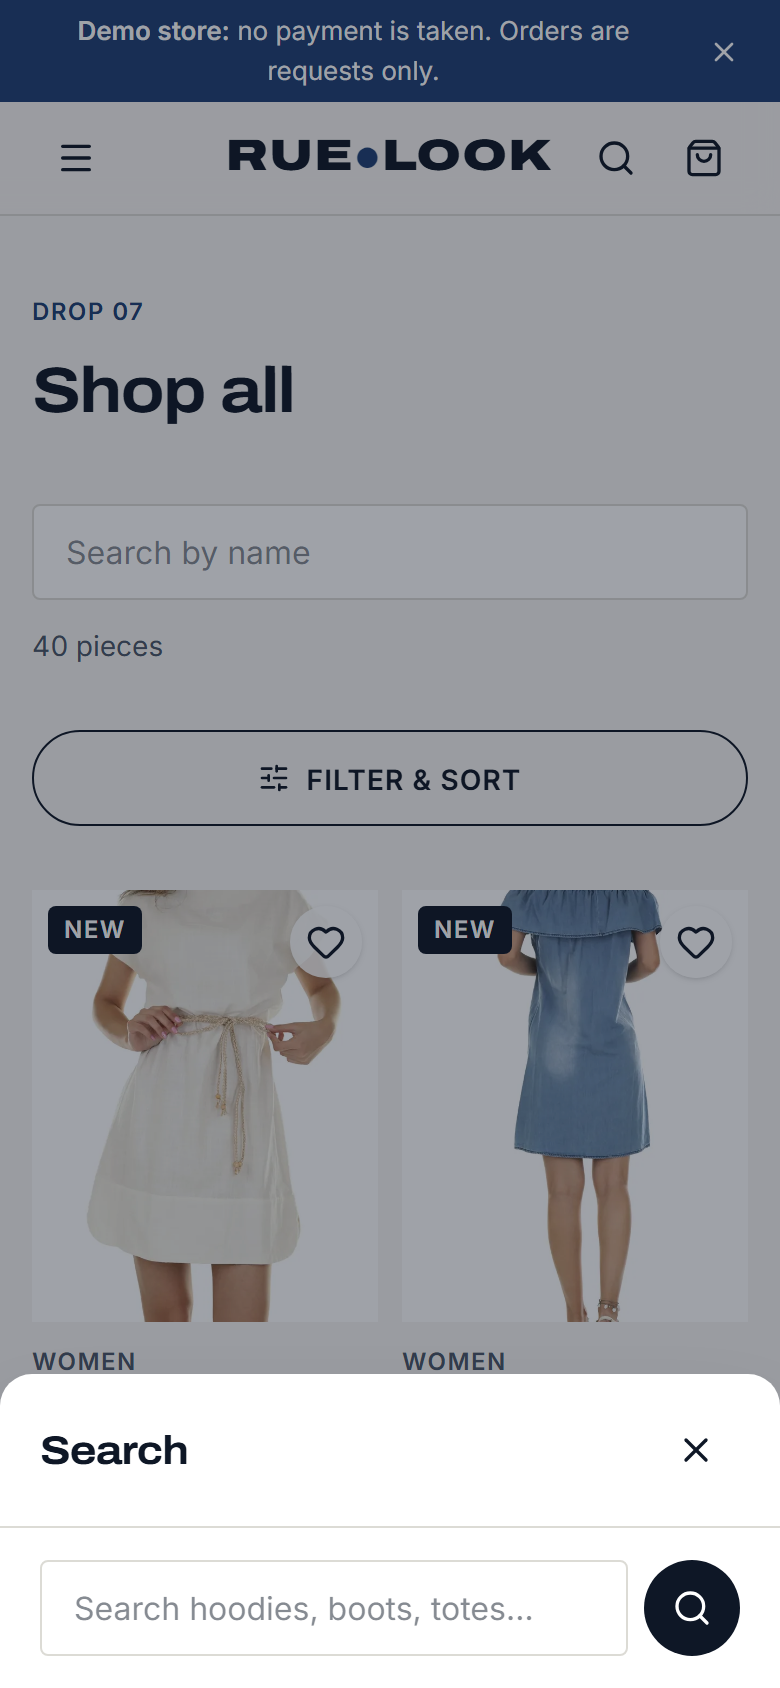 Demo store: no payment is taken. Orders are
requests only.
RUE●LOOK
DROP 07
Shop all
Search by name
40 pieces
FILTER & SORT
NEW
NEW
WOMEN
WOMEN
Search
Search hoodies, boots, totes...